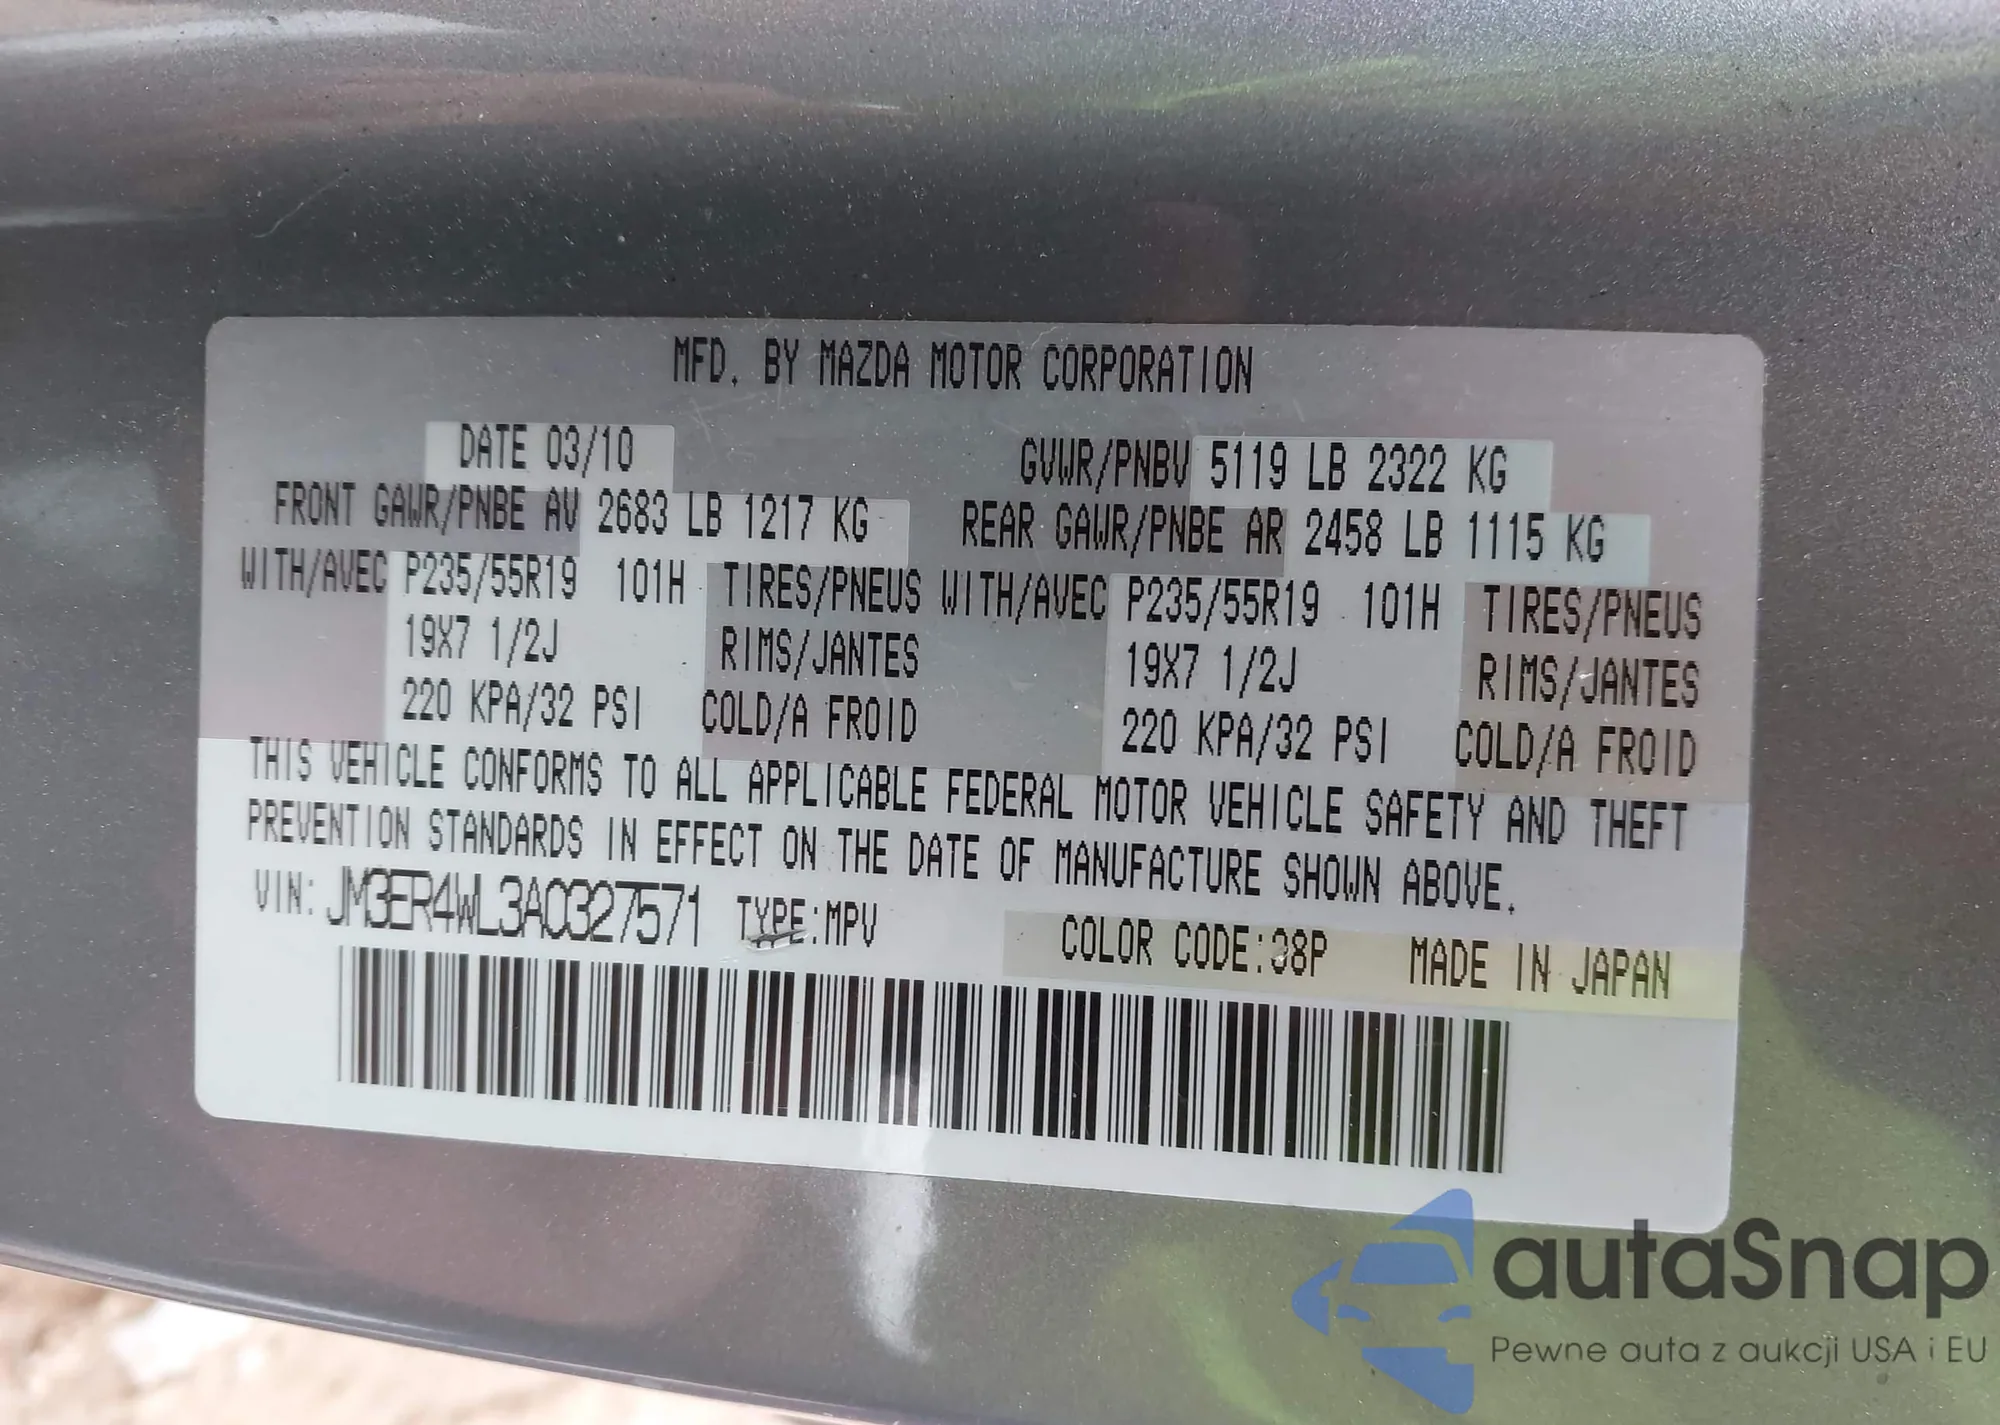 MFD. BY MAZDA MOTOR CORPORATION
DATE 03/10 GVWR/PNBV 5119 LB 2322 KG
FRONT GAWR/PNBE AV 2683 LB 1217 KG REAR GAWR/PNBE AR 2458 LB 1115 KG
WITH/AVEC P235/55R19 101H TIRES/PNEUS WITH/AVEC P235/55R19 101H TIRES/PNEUS
19X7 1/2J RIMS/JANTES 19X7 1/2J RIMS/JANTES
220 KPA/32 PSI COLD/A FROID 220 KPA/32 PSI COLD/A FROID
THIS VEHICLE CONFORMS TO ALL APPLICABLE FEDERAL MOTOR VEHICLE SAFETY AND THEFT
PREVENTION STANDARDS IN EFFECT ON THE DATE OF MANUFACTURE SHOWN ABOVE.
VIN: JM3ER4WL3A0327571 TYPE:MPV COLOR CODE:38P MADE IN JAPAN
autaSnap
Pewne auta z aukcji USA i EU